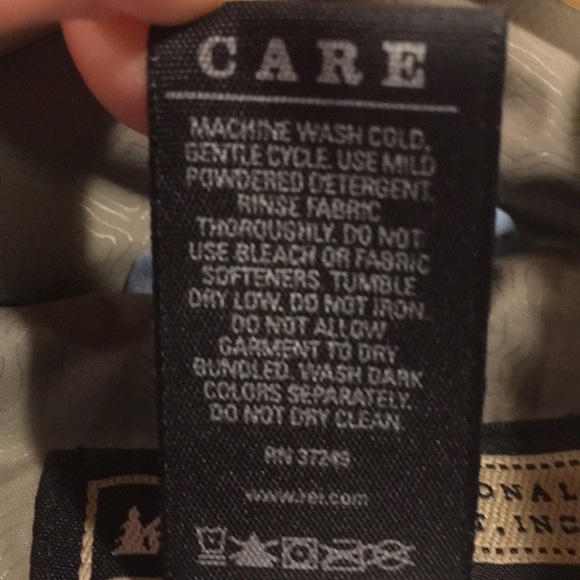 CARE
MACHINE WASH COLD,
GENTLE CYCLE. USE MILD
POWDERED DETERGENT.
RINSE FABRIC
THOROUGHLY. DO NOT
USE BLEACH OR FABRIC
SOFTENERS. TUMBLE
DRY LOW. DO NOT IRON.
DO NOT ALLOW
GARMENT TO DRY
BUNDLED. WASH DARK
COLORS SEPARATELY.
DO NOT DRY CLEAN.
RN 37249
www.rei.com
ONAL
, INC